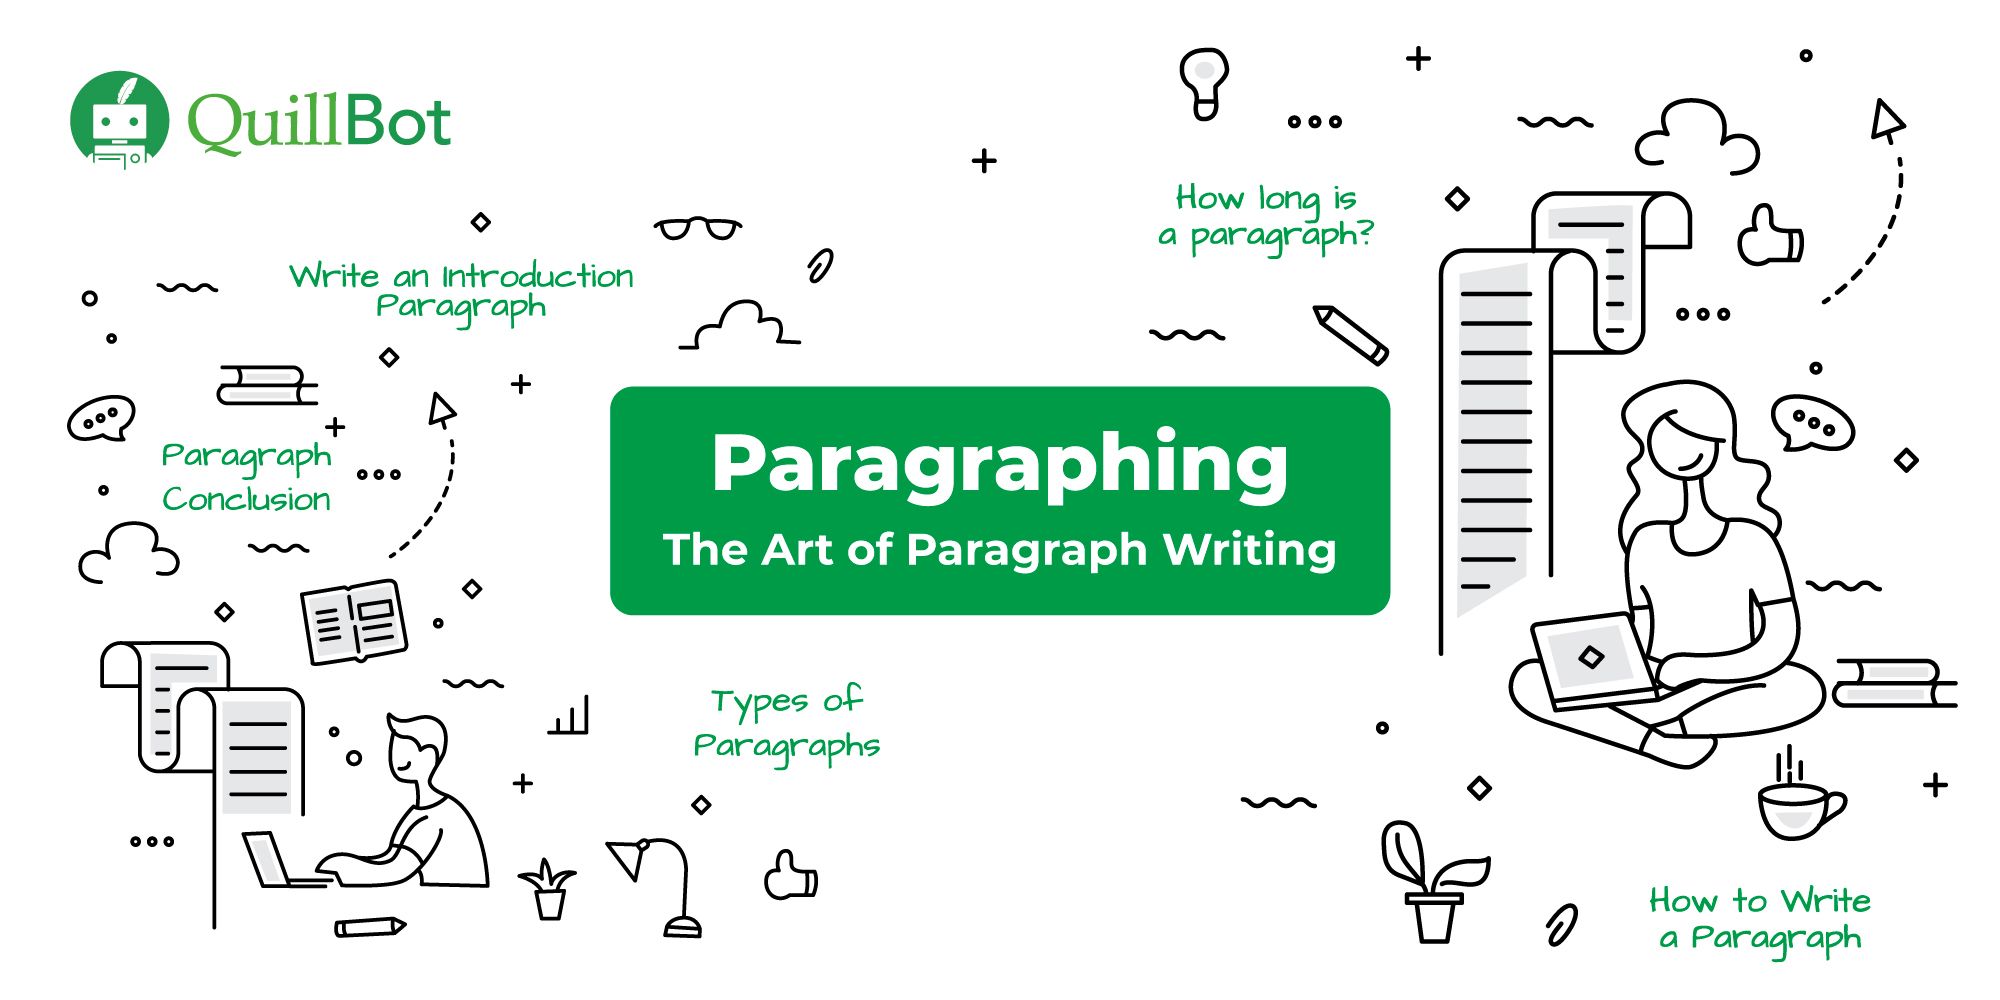 QuillBot
How long is
a paragraph?
Write an Introduction
Paragraph
Paragraph
Conclusion
Paragraphing
The Art of Paragraph Writing
Types of
Paragraphs
How to Write
a Paragraph